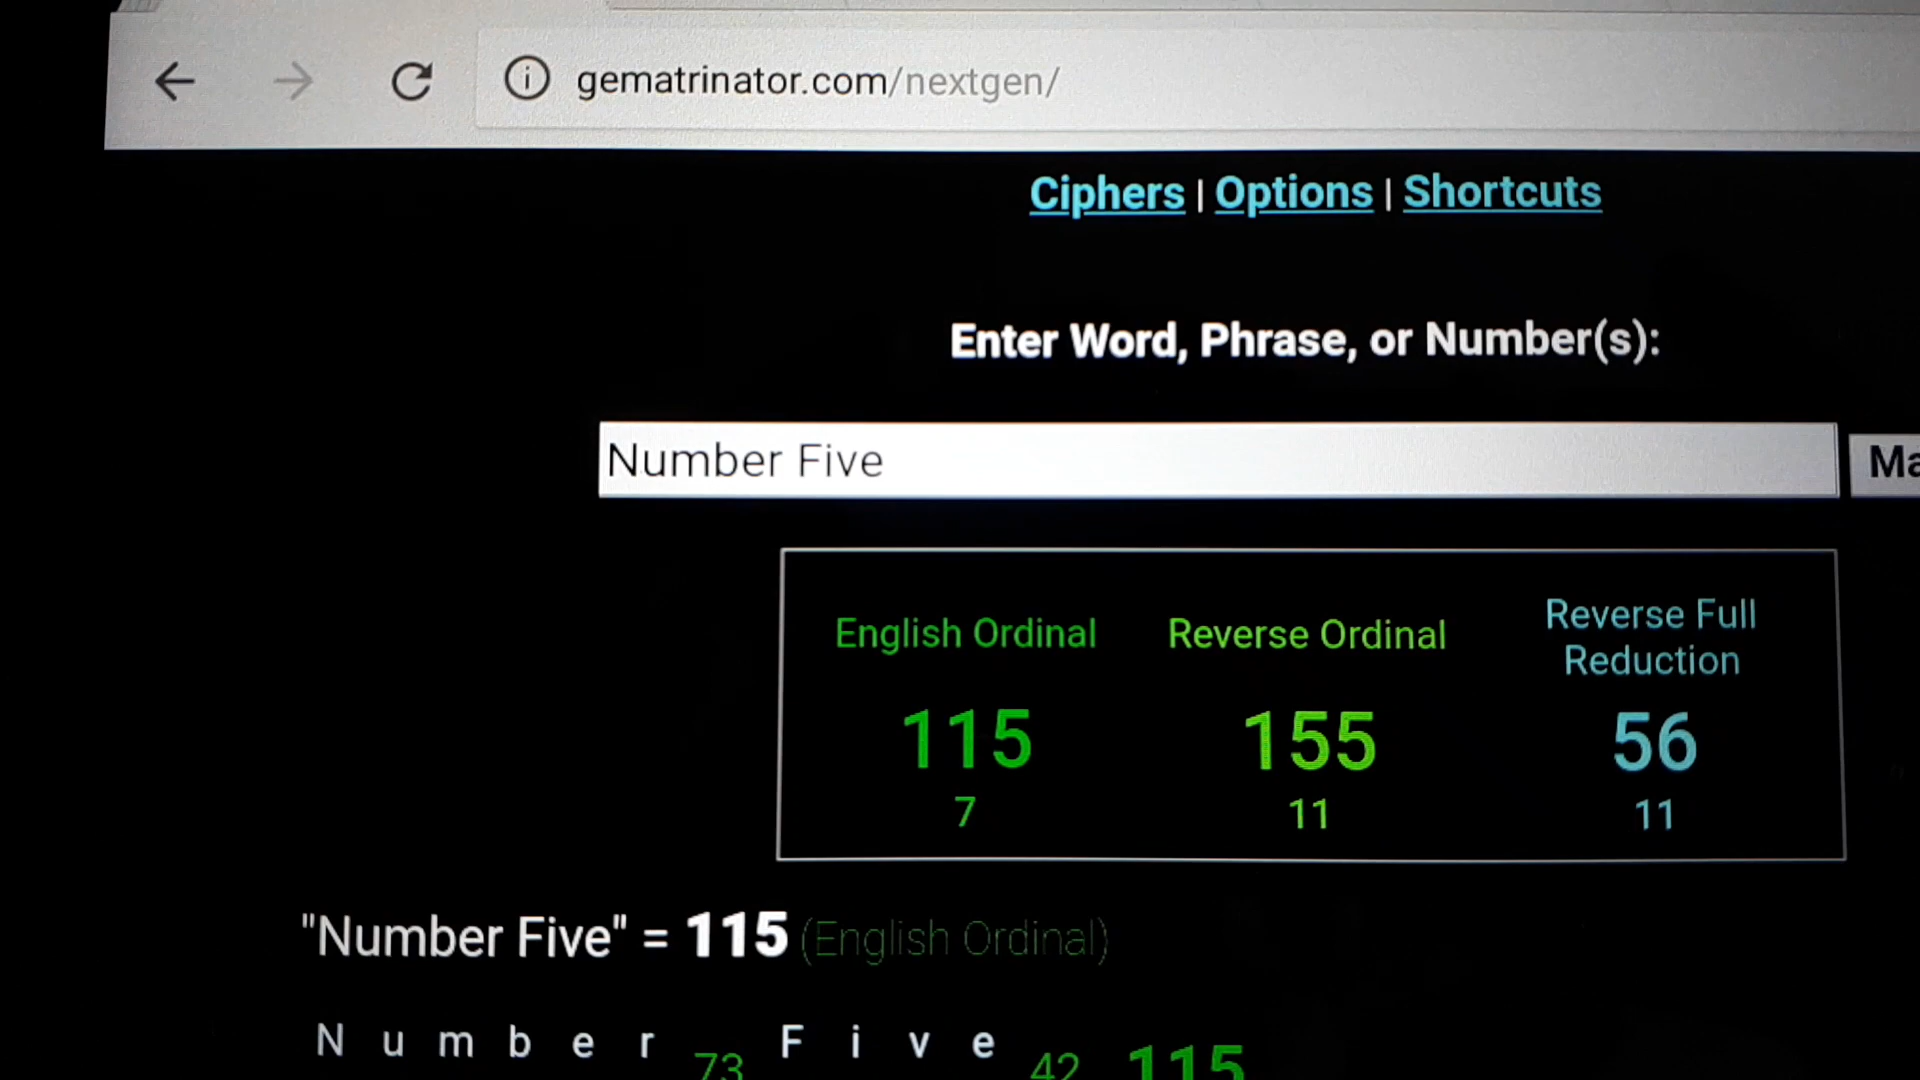 gematrinator.com/nextgen/
Ciphers | Options | Shortcuts
Enter Word, Phrase, or Number(s):
Number Five
English Ordinal Reverse Ordinal Reverse Full Reduction
115 155 56
7 11 11
"Number Five" = 115 (English Ordinal)
N u m b e r 73 F i v e 42 115